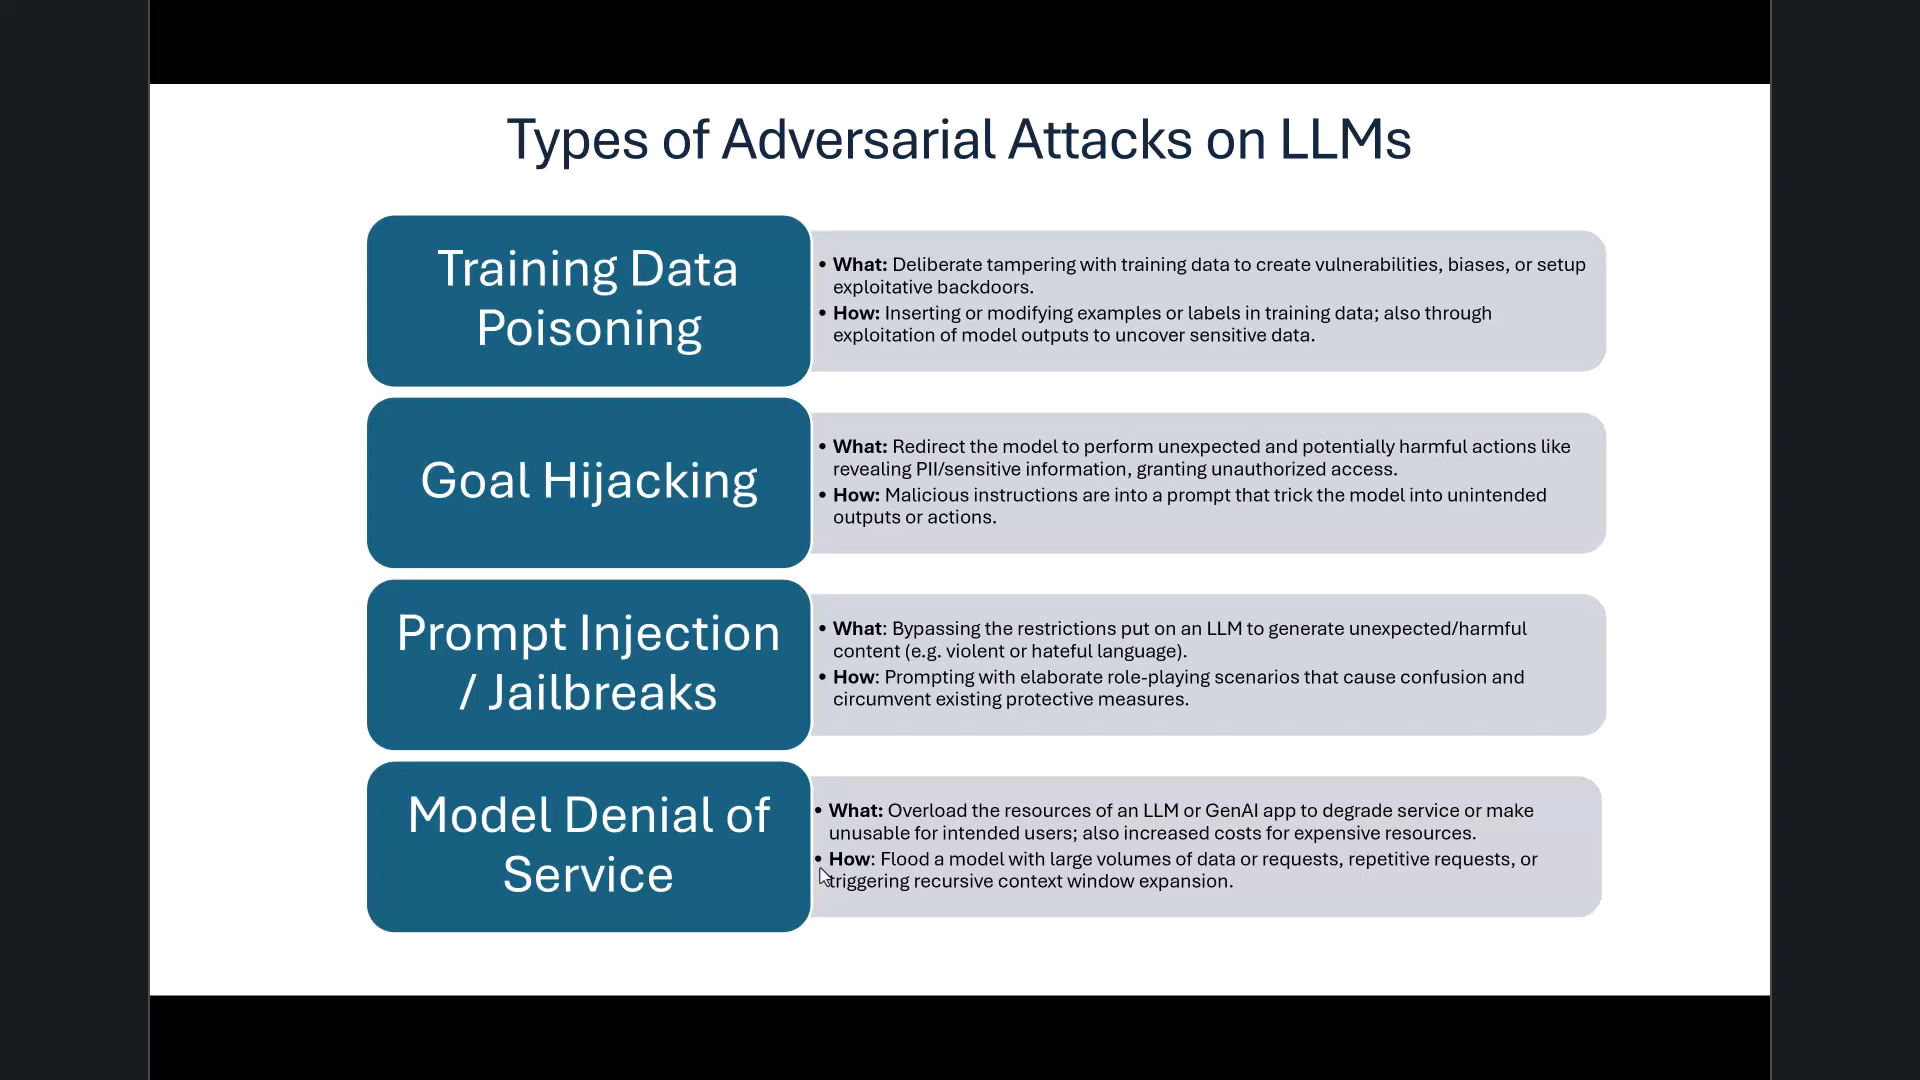 Types of Adversarial Attacks on LLMs
Training Data
Poisoning
• What: Deliberate tampering with training data to create vulnerabilities, biases, or setup
exploitative backdoors.
• How: Inserting or modifying examples or labels in training data; also through
exploitation of model outputs to uncover sensitive data.
Goal Hijacking
• What: Redirect the model to perform unexpected and potentially harmful actions like
revealing PII/sensitive information, granting unauthorized access.
• How: Malicious instructions are into a prompt that trick the model into unintended
outputs or actions.
Prompt Injection
/ Jailbreaks
• What: Bypassing the restrictions put on an LLM to generate unexpected/harmful
content (e.g. violent or hateful language).
• How: Prompting with elaborate role-playing scenarios that cause confusion and
circumvent existing protective measures.
Model Denial of
Service
• What: Overload the resources of an LLM or GenAI app to degrade service or make
unusable for intended users; also increased costs for expensive resources.
• How: Flood a model with large volumes of data or requests, repetitive requests, or
triggering recursive context window expansion.